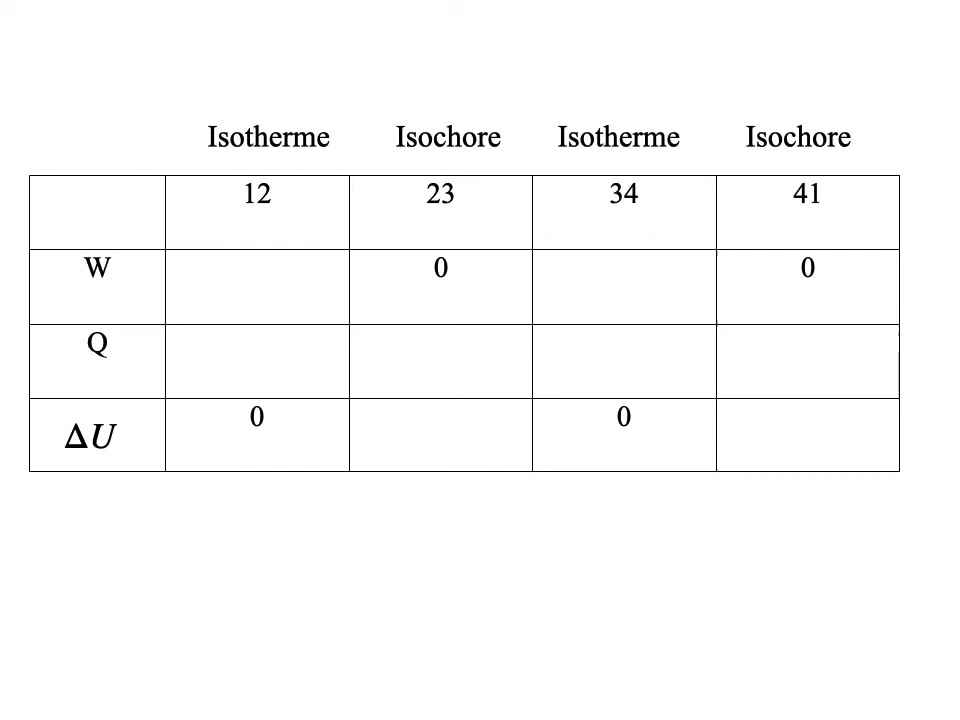 Isotherme Isochore Isotherme Isochore
12 23 34 41
W 0 0
Q
ΔU 0 0